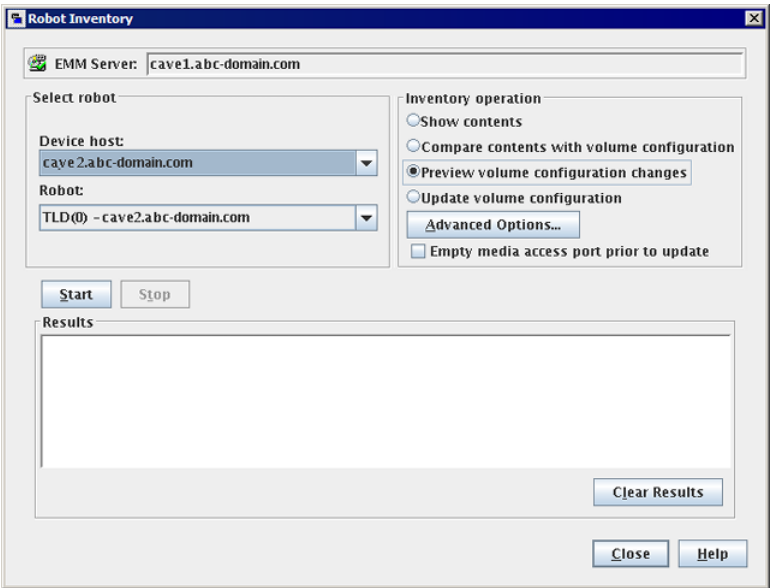 Robot Inventory
EMM Server: cave1.abc-domain.com
Select robot
Device host:
cave2.abc-domain.com
Robot:
TLD(0) - cave2.abc-domain.com
Inventory operation
Show contents
Compare contents with volume configuration
Preview volume configuration changes
Update volume configuration
Advanced Options...
Empty media access port prior to update
Start Stop
Results
Clear Results
Close Help